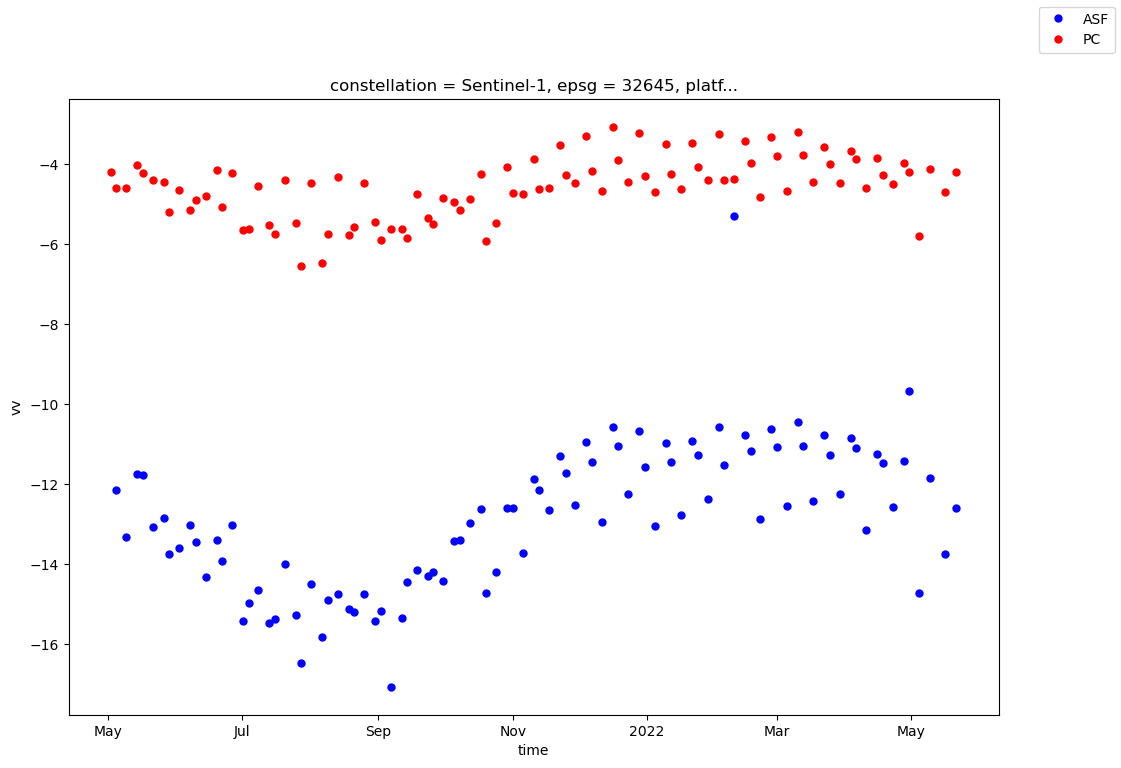 ASF
PC
constellation = Sentinel-1, epsg = 32645, platf...
−4
−6
−8
−10
−12
−14
−16
vv
May
Jul
Sep
Nov
2022
Mar
May
time